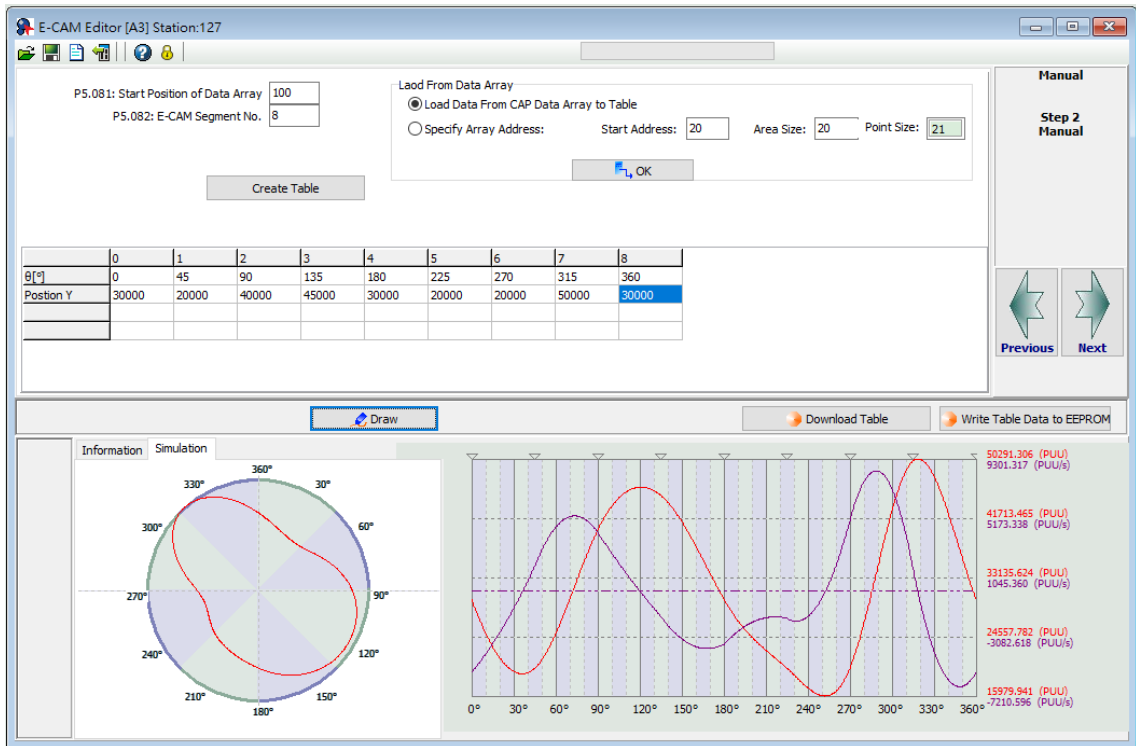 E-CAM Editor [A3] Station:127
P5.081: Start Position of Data Array 100
P5.082: E-CAM Segment No. 8
Create Table
Laod From Data Array
Load Data From CAP Data Array to Table
Specify Array Address: Start Address: 20 Area Size: 20 Point Size: 21
OK
Manual
Step 2
Manual
Previous Next
0 1 2 3 4 5 6 7 8
θ[°] 0 45 90 135 180 225 270 315 360
Postion Y 30000 20000 40000 45000 30000 20000 20000 50000 30000
Draw Download Table Write Table Data to EEPROM
Information Simulation
360°
330° 30°
300° 60°
270° 90°
240° 120°
210° 150°
180°
50291.306 (PUU)
9301.317 (PUU/s)
41713.465 (PUU)
5173.338 (PUU/s)
33135.624 (PUU)
1045.360 (PUU/s)
24557.782 (PUU)
-3082.618 (PUU/s)
15979.941 (PUU)
-7210.596 (PUU/s)
0° 30° 60° 90° 120° 150° 180° 210° 240° 270° 300° 330° 360°